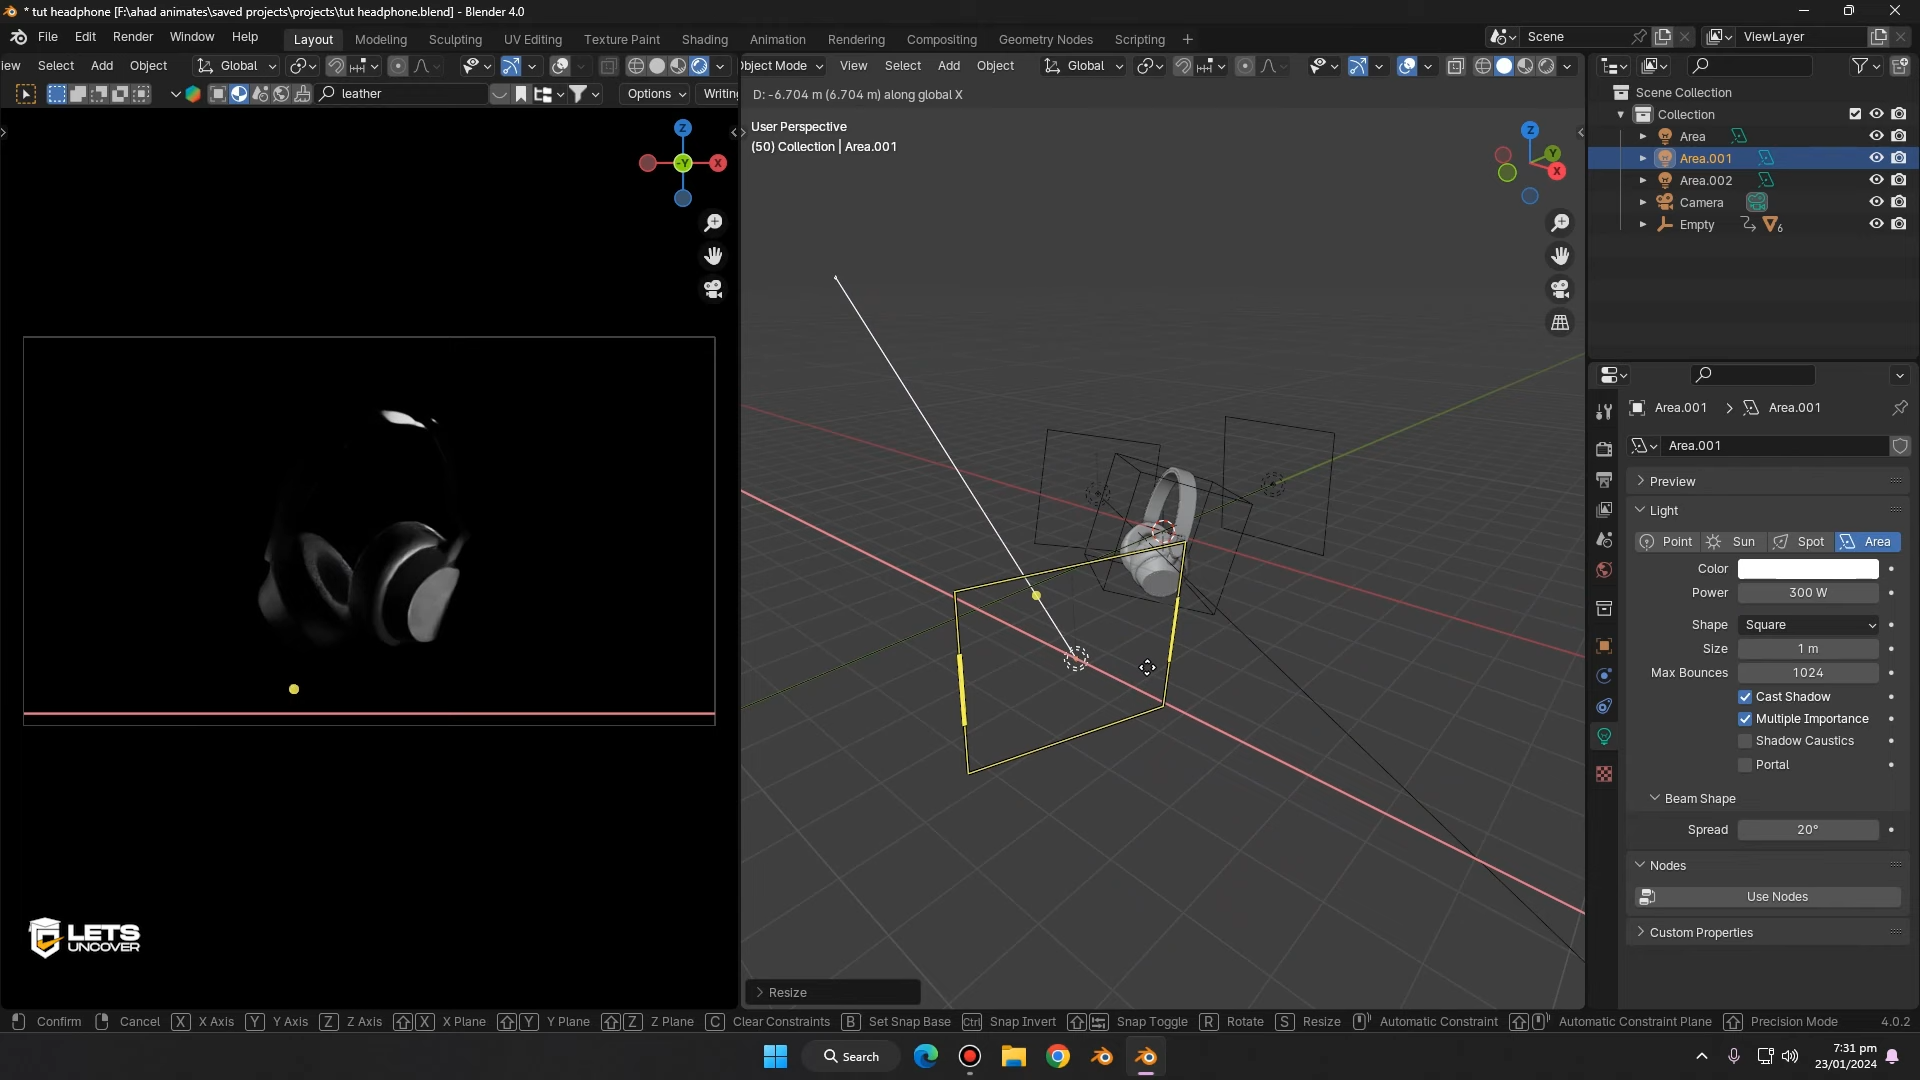 * tut headphone [F:\ahad animates\saved projects\projects\tut headphone.blend] - Blender 4.0
File Edit Render Window Help Layout Modeling Sculpting UV Editing Texture Paint Shading Animation Rendering Compositing Geometry Nodes Scripting + Scene ViewLayer
iew Select Add Object Global
bject Mode View Select Add Object Global
leather Options Writing
D: -6.704 m (6.704 m) along global X
User Perspective
(50) Collection | Area.001
Z
-Y
X
Z
Y
X
Scene Collection
Collection
Area
Area.001
Area.002
Camera
Empty 6
Area.001 > Area.001
Area.001
Preview
Light
Point Sun Spot Area
Color
Power 300 W
Shape Square
Size 1 m
Max Bounces 1024
Cast Shadow
Multiple Importance
Shadow Caustics
Portal
Beam Shape
Spread 20°
Nodes
Use Nodes
Custom Properties
LETS
UNCOVER
> Resize
Confirm Cancel X X Axis Y Y Axis Z Z Axis X X Plane Y Y Plane Z Z Plane C Clear Constraints B Set Snap Base Ctrl Snap Invert Snap Toggle R Rotate S Resize Automatic Constraint Automatic Constraint Plane Precision Mode 4.0.2
Search
7:31 pm
23/01/2024